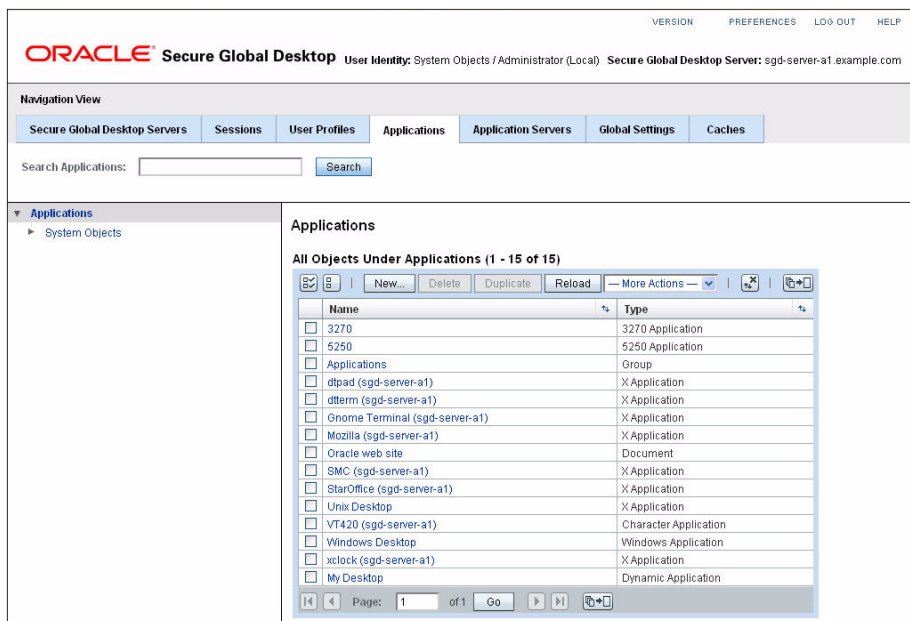 VERSION PREFERENCES LOG OUT HELP
ORACLE Secure Global Desktop User Identity: System Objects / Administrator (Local) Secure Global Desktop Server: sgd-server-a1.example.com
Navigation View
Secure Global Desktop Servers Sessions User Profiles Applications Application Servers Global Settings Caches
Search Applications: Search
Applications
System Objects
Applications
All Objects Under Applications (1 - 15 of 15)
New... Delete Duplicate Reload — More Actions —
Name Type
3270 3270 Application
5250 5250 Application
Applications Group
dtpad (sgd-server-a1) X Application
dtterm (sgd-server-a1) X Application
Gnome Terminal (sgd-server-a1) X Application
Mozilla (sgd-server-a1) X Application
Oracle web site Document
SMC (sgd-server-a1) X Application
StarOffice (sgd-server-a1) X Application
Unix Desktop X Application
VT420 (sgd-server-a1) Character Application
Windows Desktop Windows Application
xclock (sgd-server-a1) X Application
My Desktop Dynamic Application
Page: 1 of 1 Go